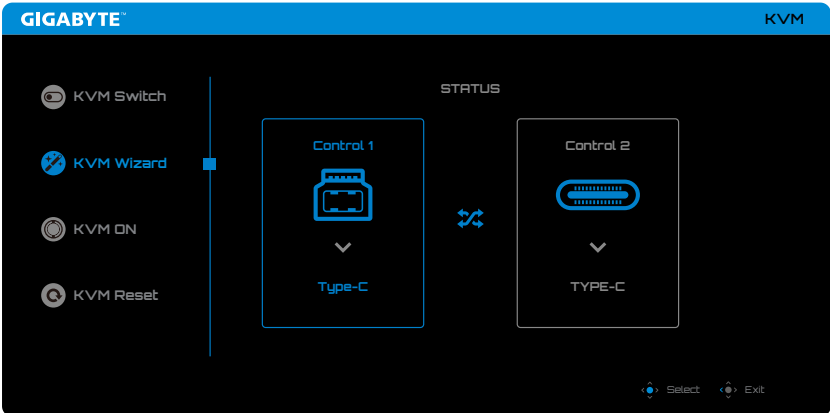 GIGABYTE™
KVM
KVM Switch
KVM Wizard
KVM ON
KVM Reset
STATUS
Control 1
Type-C
Control 2
TYPE-C
Select
Exit